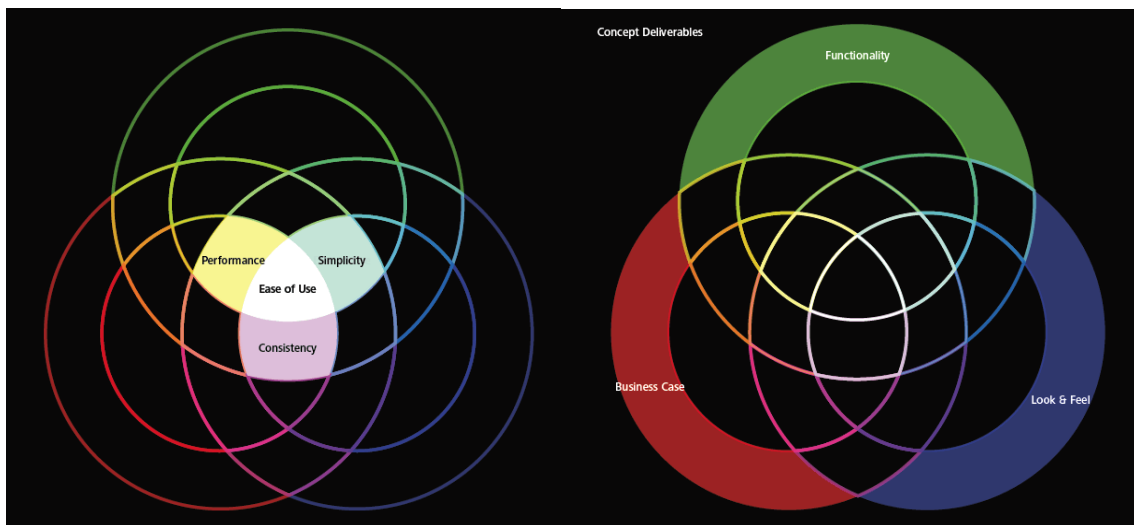 Performance
Simplicity
Ease of Use
Consistency
Concept Deliverables
Functionality
Business Case
Look & Feel